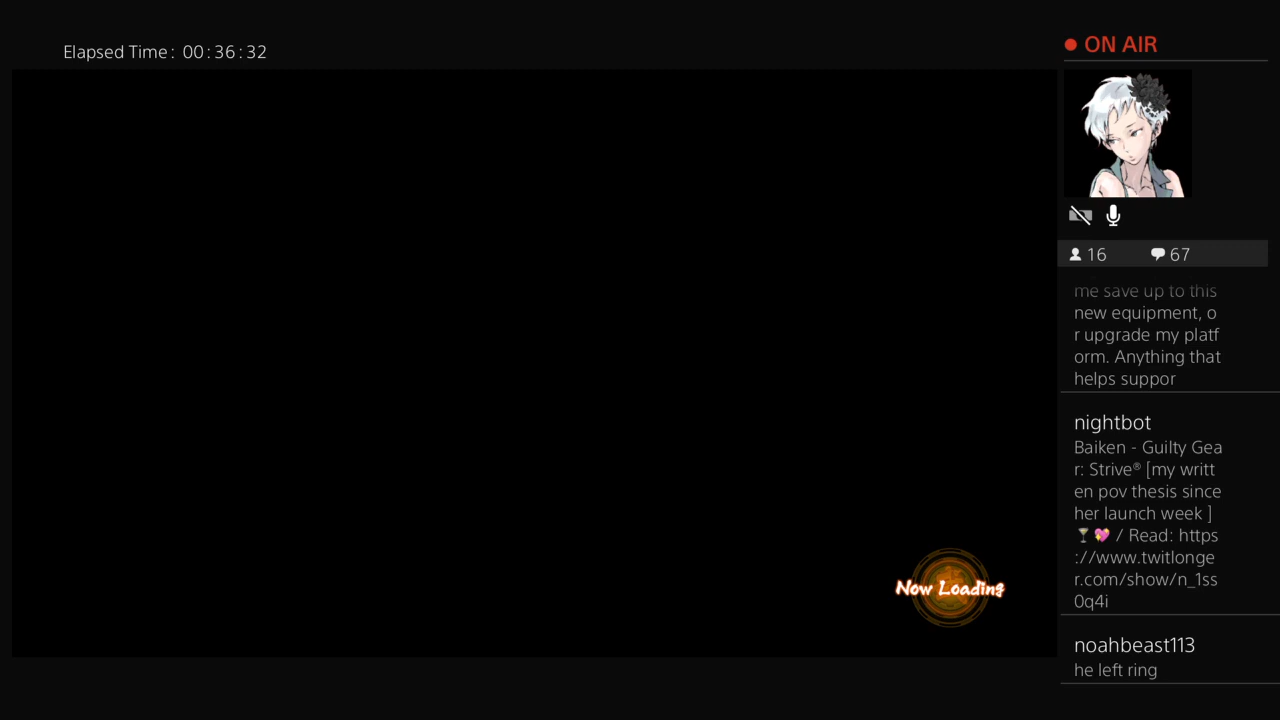 Elapsed Time: 00:36:32
ON AIR
16 67
me save up to this
new equipment, o
r upgrade my platf
orm. Anything that
helps suppor
nightbot
Baiken - Guilty Gea
r: Strive® [my writt
en pov thesis since
her launch week ]
🍸💖 / Read: https
://www.twitlonge
r.com/show/n_1ss
0q4i
Now Loading
noahbeast113
he left ring